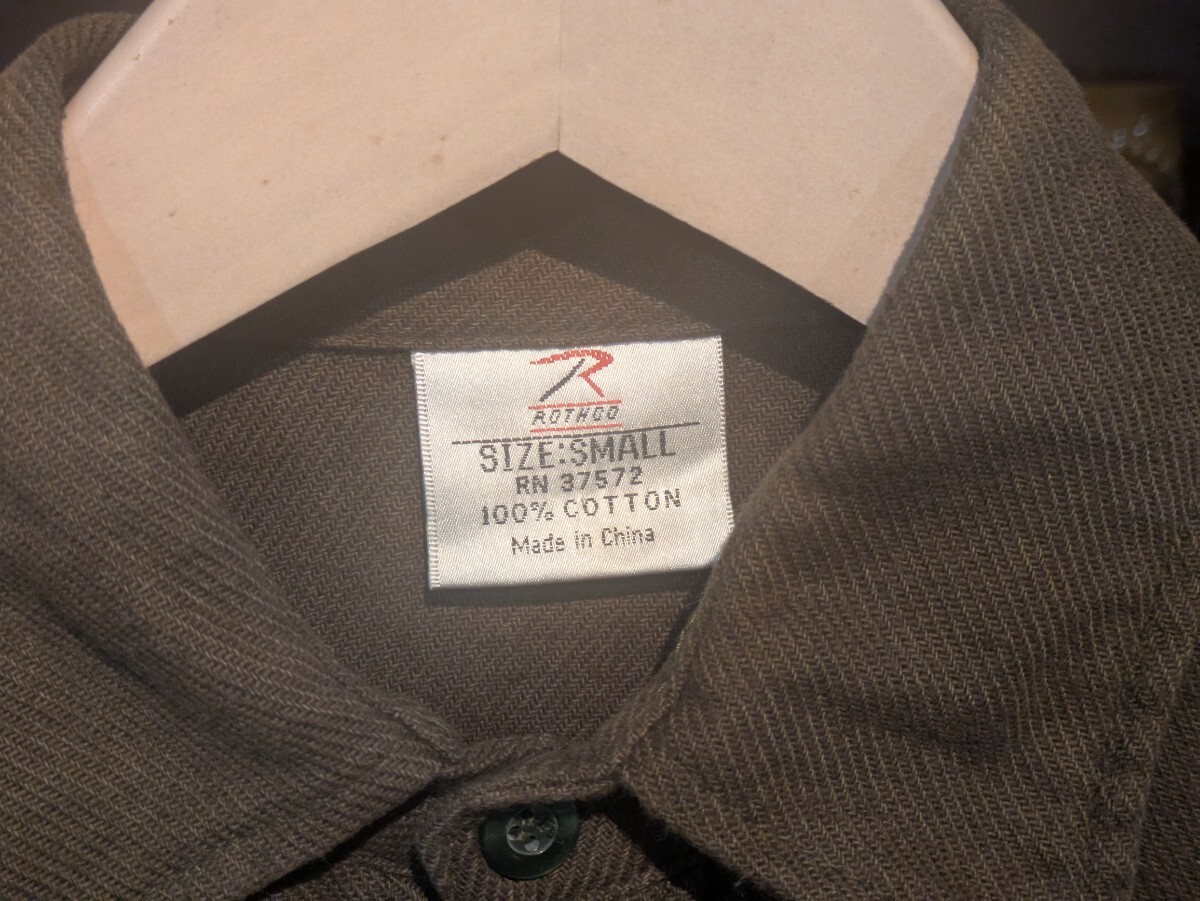 R
ROTHCO
SIZE:SMALL
RN 37572
100% COTTON
Made in China